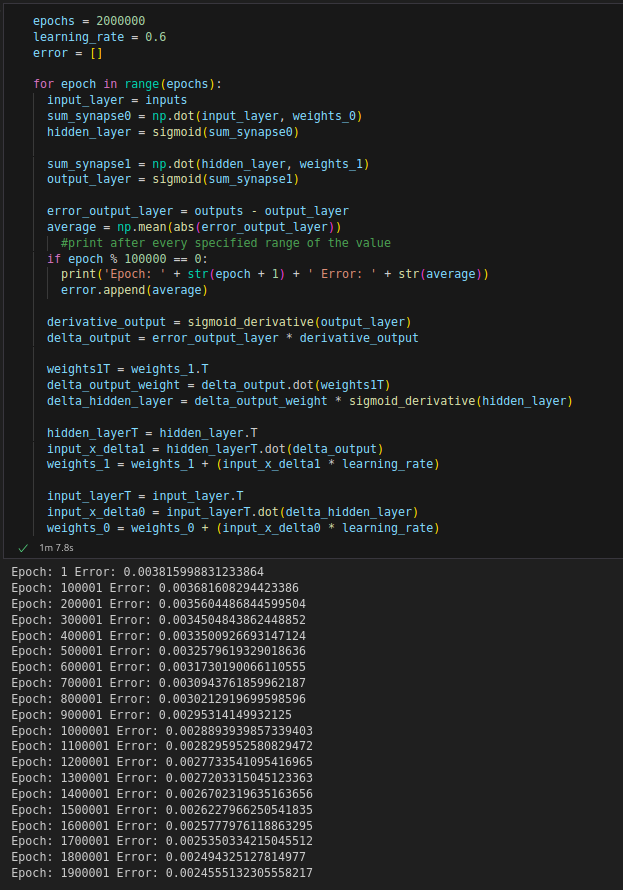 epochs = 2000000
learning_rate = 0.6
error = []
for epoch in range(epochs):
input_layer = inputs
sum_synapse0 = np.dot(input_layer, weights_0)
hidden_layer = sigmoid(sum_synapse0)
sum_synapse1 = np.dot(hidden_layer, weights_1)
output_layer = sigmoid(sum_synapse1)
error_output_layer = outputs - output_layer
average = np.mean(abs(error_output_layer))
#print after every specified range of the value
if epoch % 100000 == 0:
print('Epoch: ' + str(epoch + 1) + ' Error: ' + str(average))
error.append(average)
derivative_output = sigmoid_derivative(output_layer)
delta_output = error_output_layer * derivative_output
weights1T = weights_1.T
delta_output_weight = delta_output.dot(weights1T)
delta_hidden_layer = delta_output_weight * sigmoid_derivative(hidden_layer)
hidden_layerT = hidden_layer.T
input_x_delta1 = hidden_layerT.dot(delta_output)
weights_1 = weights_1 + (input_x_delta1 * learning_rate)
input_layerT = input_layer.T
input_x_delta0 = input_layerT.dot(delta_hidden_layer)
weights_0 = weights_0 + (input_x_delta0 * learning_rate)
1m 7.8s
Epoch: 1 Error: 0.003815998831233864
Epoch: 100001 Error: 0.003681608294423386
Epoch: 200001 Error: 0.0035604486844599504
Epoch: 300001 Error: 0.0034504843862448852
Epoch: 400001 Error: 0.0033500926693147124
Epoch: 500001 Error: 0.0032579619329018636
Epoch: 600001 Error: 0.0031730190066110555
Epoch: 700001 Error: 0.0030943761859962187
Epoch: 800001 Error: 0.0030212919699598596
Epoch: 900001 Error: 0.00295314149932125
Epoch: 1000001 Error: 0.0028893939857339403
Epoch: 1100001 Error: 0.0028295952580829472
Epoch: 1200001 Error: 0.0027733541095416965
Epoch: 1300001 Error: 0.0027203315045123363
Epoch: 1400001 Error: 0.0026702319635163656
Epoch: 1500001 Error: 0.0026227966250541835
Epoch: 1600001 Error: 0.0025777976118863295
Epoch: 1700001 Error: 0.0025350334215045512
Epoch: 1800001 Error: 0.002494325127814977
Epoch: 1900001 Error: 0.0024555132305558217